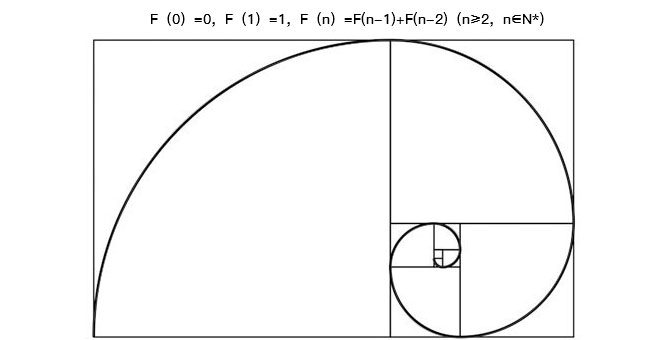 F (0) =0, F (1) =1, F (n) =F(n−1)+F(n−2) (n≥2, n∈N*)